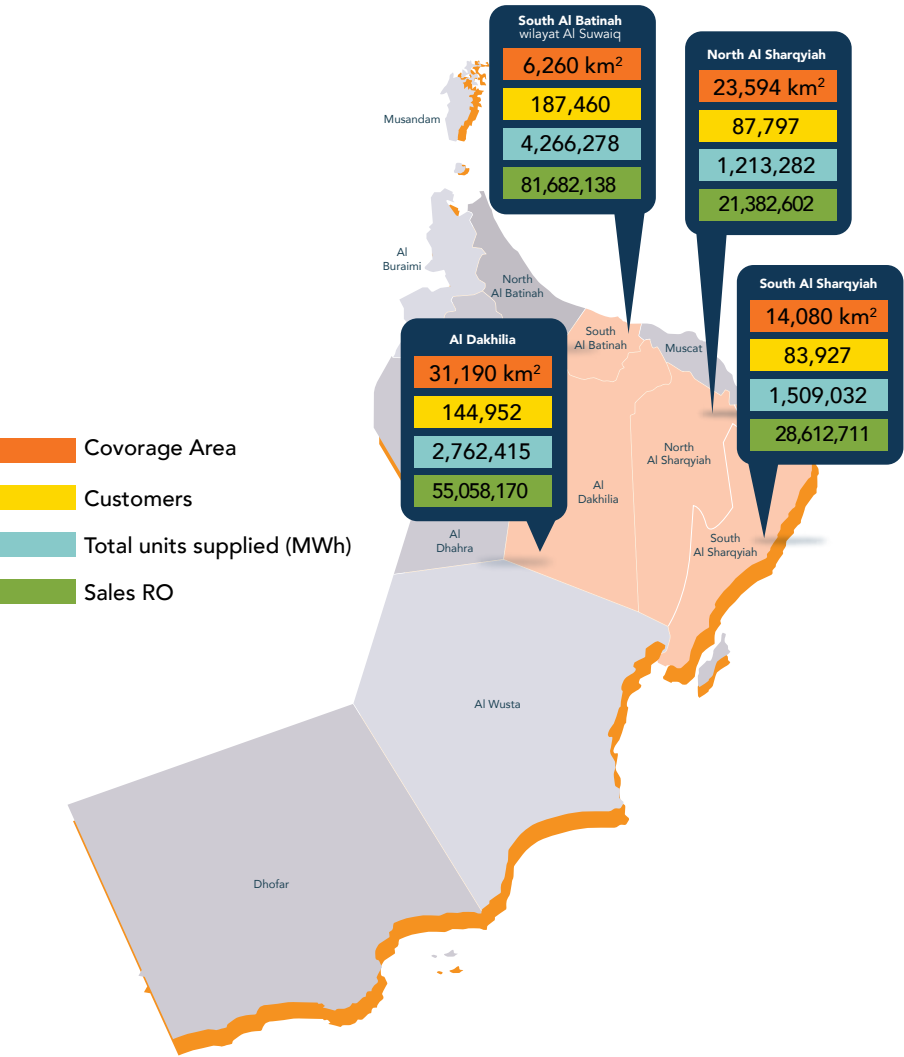 South Al Batinah
wilayat Al Suwaiq
6,260 km²
187,460
4,266,278
81,682,138
North Al Sharqyiah
23,594 km²
87,797
1,213,282
21,382,602
South Al Sharqyiah
14,080 km²
83,927
1,509,032
28,612,711
Al Dakhilia
31,190 km²
144,952
2,762,415
55,058,170
Covorage Area
Customers
Total units supplied (MWh)
Sales RO
Musandam
Al
Buraimi
North
Al Batinah
South
Al Batinah
Muscat
North
Al Sharqyiah
Al
Dakhilia
Al
Dhahra
South
Al Sharqyiah
Al Wusta
Dhofar